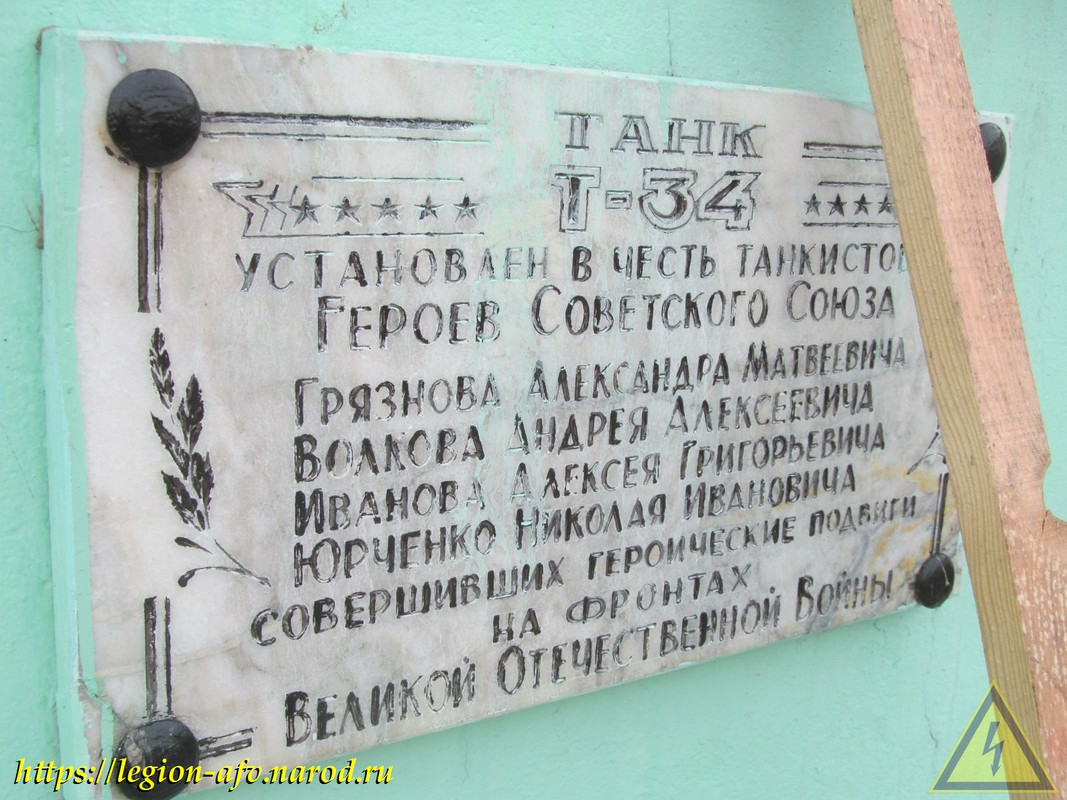 ТАНК
Т-34
УСТАНОВЛЕН В ЧЕСТЬ ТАНКИСТОВ
ГЕРОЕВ СОВЕТСКОГО СОЮЗА
ГРЯЗНОВА АЛЕКСАНДРА МАТВЕЕВИЧА
ВОЛКОВА АНДРЕЯ АЛЕКСЕЕВИЧА
ИВАНОВА АЛЕКСЕЯ ГРИГОРЬЕВИЧА
ЮРЧЕНКО НИКОЛАЯ ИВАНОВИЧА
СОВЕРШИВШИХ ГЕРОИЧЕСКИЕ ПОДВИГИ
НА ФРОНТАХ
ВЕЛИКОЙ ОТЕЧЕСТВЕННОЙ ВОЙНЫ
https://legion-afv.narod.ru